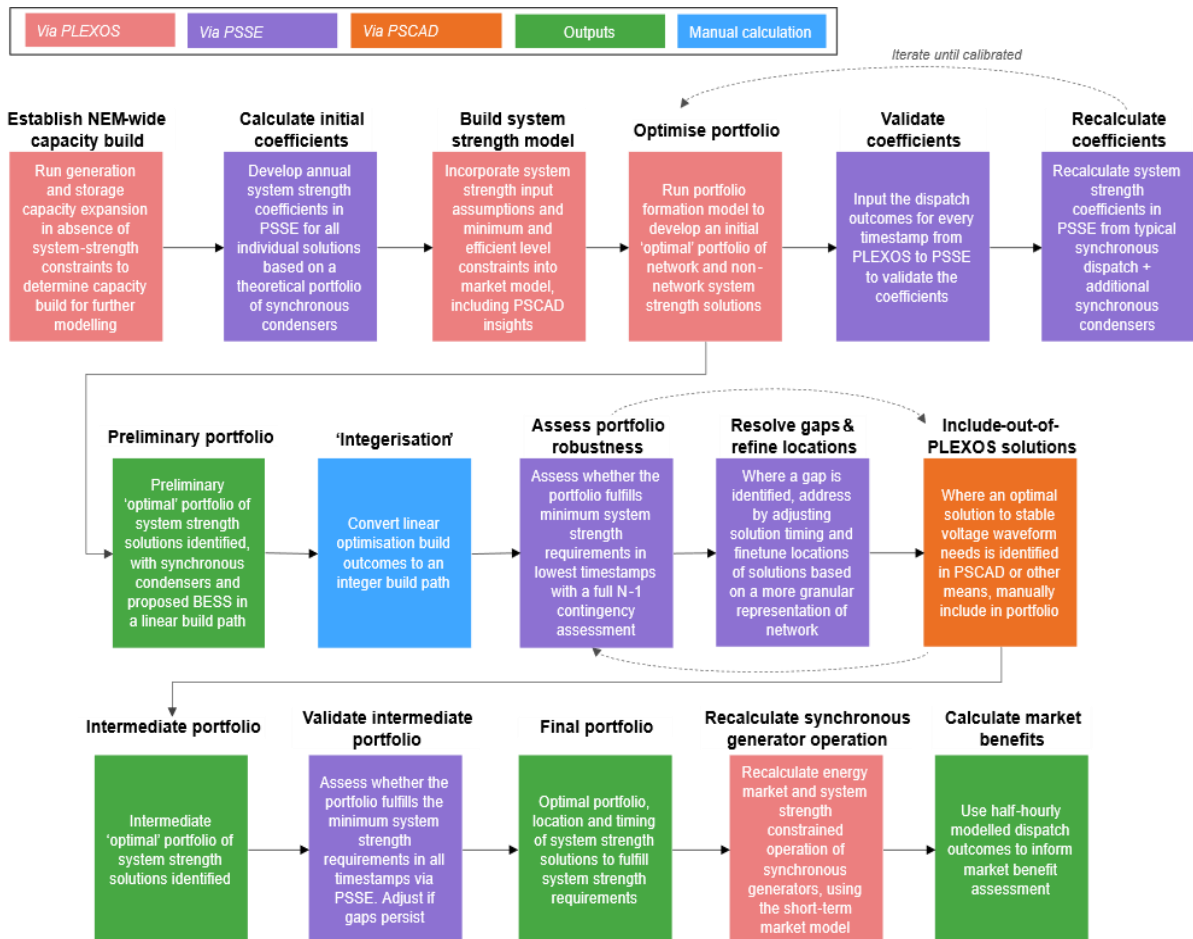 Via PLEXOS
Via PSSE
Via PSCAD
Outputs
Manual calculation
Iterate until calibrated
Establish NEM-wide
capacity build
Run generation
and storage
capacity expansion
in absence of
system-strength
constraints to
determine capacity
build for further
modelling
Calculate initial
coefficients
Develop annual
system strength
coefficients in
PSSE for all
individual solutions
based on a
theoretical portfolio
of synchronous
condensers
Build system
strength model
Incorporate system
strength input
assumptions and
minimum and
efficient level
constraints into
market model,
including PSCAD
insights
Optimise portfolio
Run portfolio
formation model to
develop an initial
‘optimal’ portfolio of
network and non-
network system
strength solutions
Validate
coefficients
Input the dispatch
outcomes for every
timestamp from
PLEXOS to PSSE
to validate the
coefficients
Recalculate
coefficients
Recalculate system
strength
coefficients in
PSSE from typical
synchronous
dispatch +
additional
synchronous
condensers
Preliminary portfolio
Preliminary
‘optimal’ portfolio of
system strength
solutions identified,
with synchronous
condensers and
proposed BESS in
a linear build path
‘Integerisation’
Convert linear
optimisation build
outcomes to an
integer build path
Assess portfolio
robustness
Assess whether the
portfolio fulfills
minimum system
strength
requirements in
lowest timestamps
with a full N-1
contingency
assessment
Resolve gaps &
refine locations
Where a gap is
identified, address
by adjusting
solution timing and
finetune locations
of solutions based
on a more granular
representation of
network
Include-out-of-
PLEXOS solutions
Where an optimal
solution to stable
voltage waveform
needs is identified
in PSCAD or other
means, manually
include in portfolio
Intermediate portfolio
Intermediate
‘optimal’ portfolio of
system strength
solutions identified
Validate intermediate
portfolio
Assess whether the
portfolio fulfills the
minimum system
strength
requirements in all
timestamps via
PSSE. Adjust if
gaps persist
Final portfolio
Optimal portfolio,
location and timing
of system strength
solutions to fulfill
system strength
requirements
Recalculate synchronous
generator operation
Recalculate energy
market and system
strength
constrained
operation of
synchronous
generators, using
the short-term
market model
Calculate market
benefits
Use half-hourly
modelled dispatch
outcomes to inform
market benefit
assessment